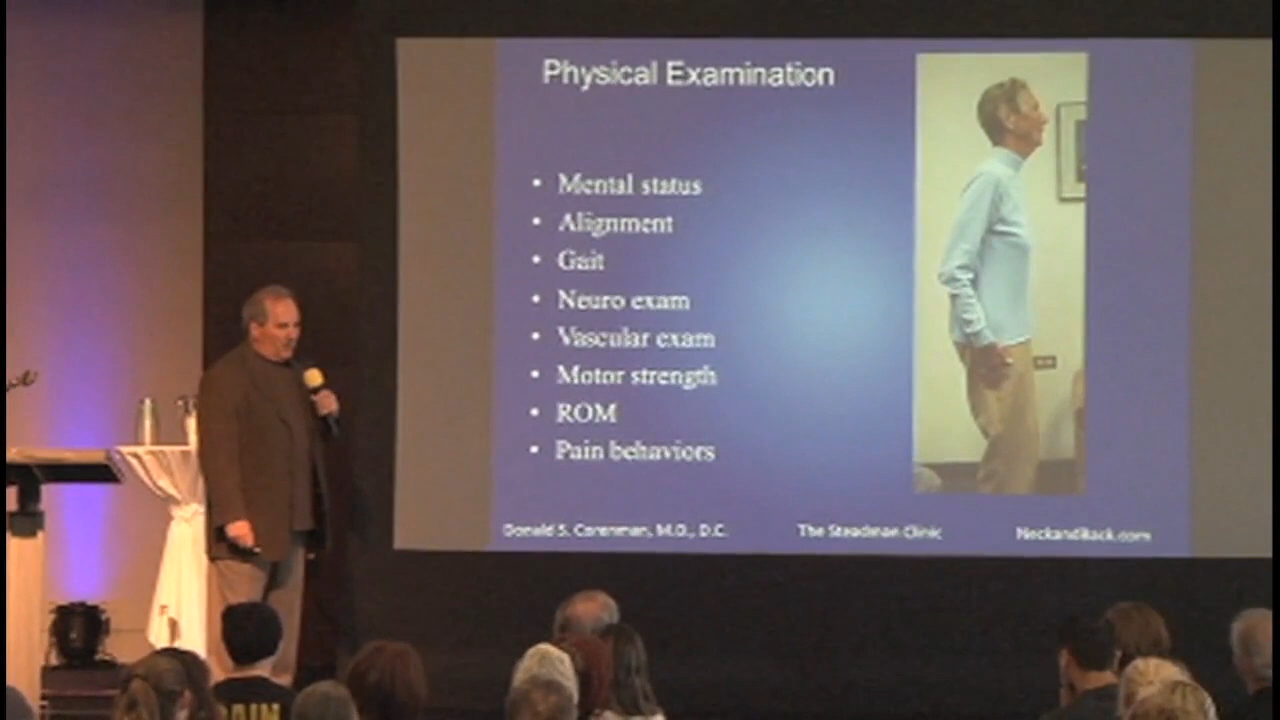 Physical Examination
• Mental status
• Alignment
• Gait
• Neuro exam
• Vascular exam
• Motor strength
• ROM
• Pain behaviors
Donald S. Corenman, M.D., D.C. The Steadman Clinic NeckandBack.com